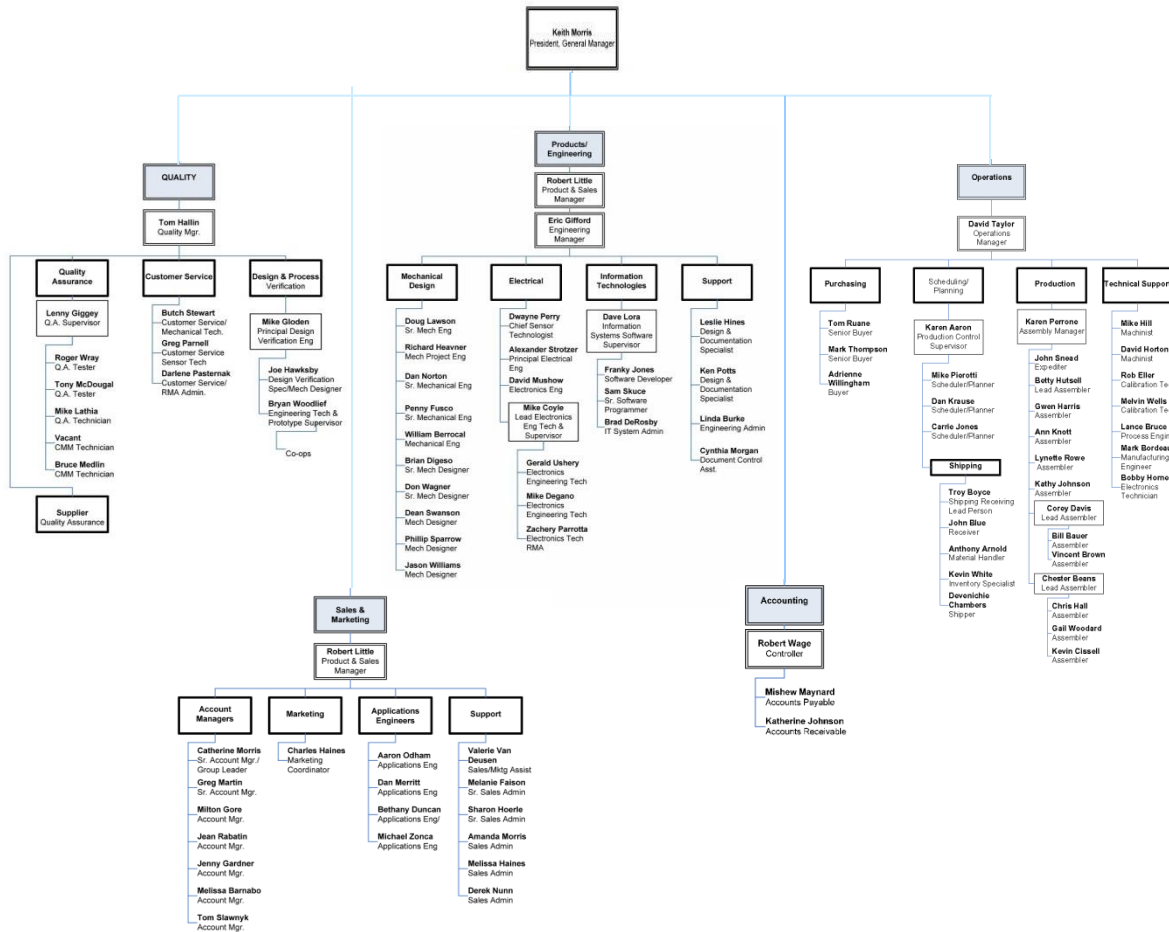 Keith Morris
President, General Manager
QUALITY
Tom Hallin
Quality Mgr.
Quality
Assurance
Lenny Giggey
Q.A. Supervisor
Roger Wray
Q.A. Tester
Tony McDougal
Q.A. Tester
Mike Lathia
Q.A. Technician
Vacant
CMM Technician
Bruce Medlin
CMM Technician
Supplier
Quality Assurance
Customer Service
Butch Stewart
Customer Service/
Mechanical Tech.
Greg Parnell
Customer Service
Sensor Tech
Darlene Pasternak
Customer Service/
RMA Admin.
Design & Process
Verification
Mike Gloden
Principal Design
Verification Eng
Joe Hawksby
Design Verification
Spec/Mech Designer
Bryan Woodlief
Engineering Tech &
Prototype Supervisor
Co-ops
Products/
Engineering
Robert Little
Product & Sales
Manager
Eric Gifford
Engineering
Manager
Mechanical
Design
Doug Lawson
Sr. Mech Eng
Richard Heavner
Mech Project Eng
Dan Norton
Sr. Mechanical Eng
Penny Fusco
Sr. Mechanical Eng
William Berrocal
Mechanical Eng
Brian Digeso
Sr. Mech Designer
Don Wagner
Sr. Mech Designer
Dean Swanson
Mech Designer
Phillip Sparrow
Mech Designer
Jason Williams
Mech Designer
Electrical
Dwayne Perry
Chief Sensor
Technologist
Alexander Strotzer
Principal Electrical
Eng
David Mushow
Electronics Eng
Mike Coyle
Lead Electronics
Eng Tech &
Supervisor
Gerald Ushery
Electronics
Engineering Tech
Mike Degano
Electronics
Engineering Tech
Zachery Parrotta
Electronics Tech
RMA
Information
Technologies
Dave Lora
Information
Systems Software
Supervisor
Franky Jones
Software Developer
Sam Skuce
Sr. Software
Programmer
Brad DeRosby
IT System Admin
Support
Leslie Hines
Design &
Documentation
Specialist
Ken Potts
Design &
Documentation
Specialist
Linda Burke
Engineering Admin
Cynthia Morgan
Document Control
Asst.
Operations
David Taylor
Operations
Manager
Purchasing
Tom Ruane
Senior Buyer
Mark Thompson
Senior Buyer
Adrienne
Willingham
Buyer
Scheduling/
Planning
Karen Aaron
Production Control
Supervisor
Mike Pierotti
Scheduler/Planner
Dan Krause
Scheduler/Planner
Carrie Jones
Scheduler/Planner
Shipping
Troy Boyce
Shipping Receiving
Lead Person
John Blue
Receiver
Anthony Arnold
Material Handler
Kevin White
Inventory Specialist
Devenichie
Chambers
Shipper
Production
Karen Perrone
Assembly Manager
John Snead
Expediter
Betty Hutsell
Lead Assembler
Gwen Harris
Assembler
Ann Knott
Assembler
Lynette Rowe
Assembler
Kathy Johnson
Assembler
Corey Davis
Lead Assembler
Bill Bauer
Assembler
Vincent Brown
Assembler
Chester Beans
Lead Assembler
Chris Hall
Assembler
Gail Woodard
Assembler
Kevin Cissell
Assembler
Technical Support
Mike Hill
Machinist
David Horton
Machinist
Rob Eller
Calibration Te
Melvin Wells
Calibration Te
Lance Bruce
Process Engin
Mark Bordeau
Manufacturing
Engineer
Bobby Horne
Electronics
Technician
Sales &
Marketing
Robert Little
Product & Sales
Manager
Account
Managers
Catherine Morris
Sr. Account Mgr./
Group Leader
Greg Martin
Sr. Account Mgr.
Milton Gore
Account Mgr.
Jean Rabatin
Account Mgr.
Jenny Gardner
Account Mgr.
Melissa Barnabo
Account Mgr.
Tom Slawnyk
Account Mgr.
Marketing
Charles Haines
Marketing
Coordinator
Applications
Engineers
Aaron Odham
Applications Eng
Dan Merritt
Applications Eng
Bethany Duncan
Applications Eng/
Michael Zonca
Applications Eng
Support
Valerie Van
Deusen
Sales/Mktg Assist
Melanie Faison
Sr. Sales Admin
Sharon Hoerle
Sr. Sales Admin
Amanda Morris
Sales Admin
Melissa Haines
Sales Admin
Derek Nunn
Sales Admin
Accounting
Robert Wage
Controller
Mishew Maynard
Accounts Payable
Katherine Johnson
Accounts Receivable